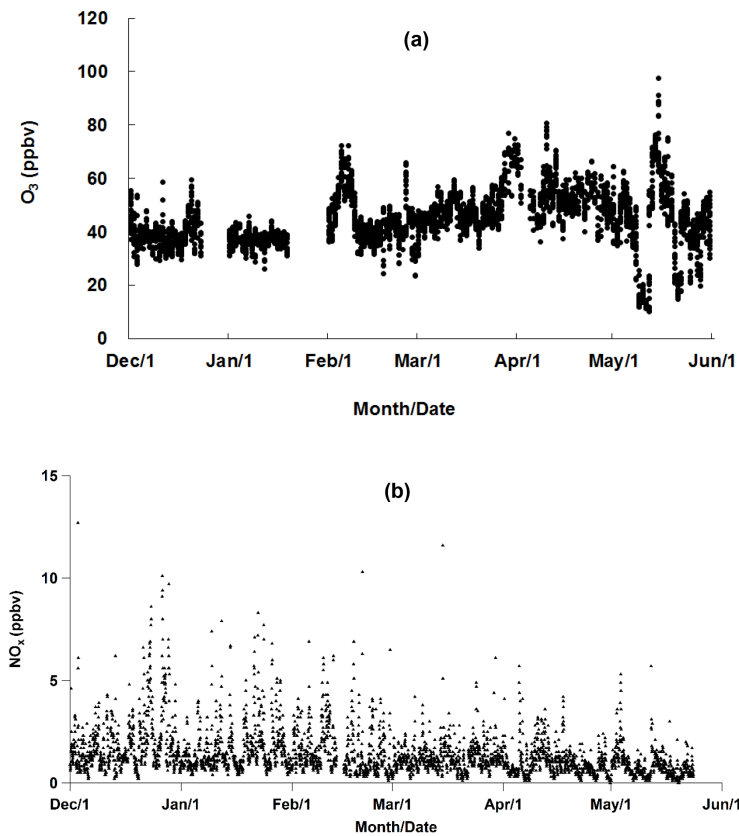 (a)
120
100
80
60
40
20
0
O3 (ppbv)
Dec/1 Jan/1 Feb/1 Mar/1 Apr/1 May/1 Jun/1
Month/Date
(b)
15
10
5
0
NOx (ppbv)
Dec/1 Jan/1 Feb/1 Mar/1 Apr/1 May/1 Jun/1
Month/Date